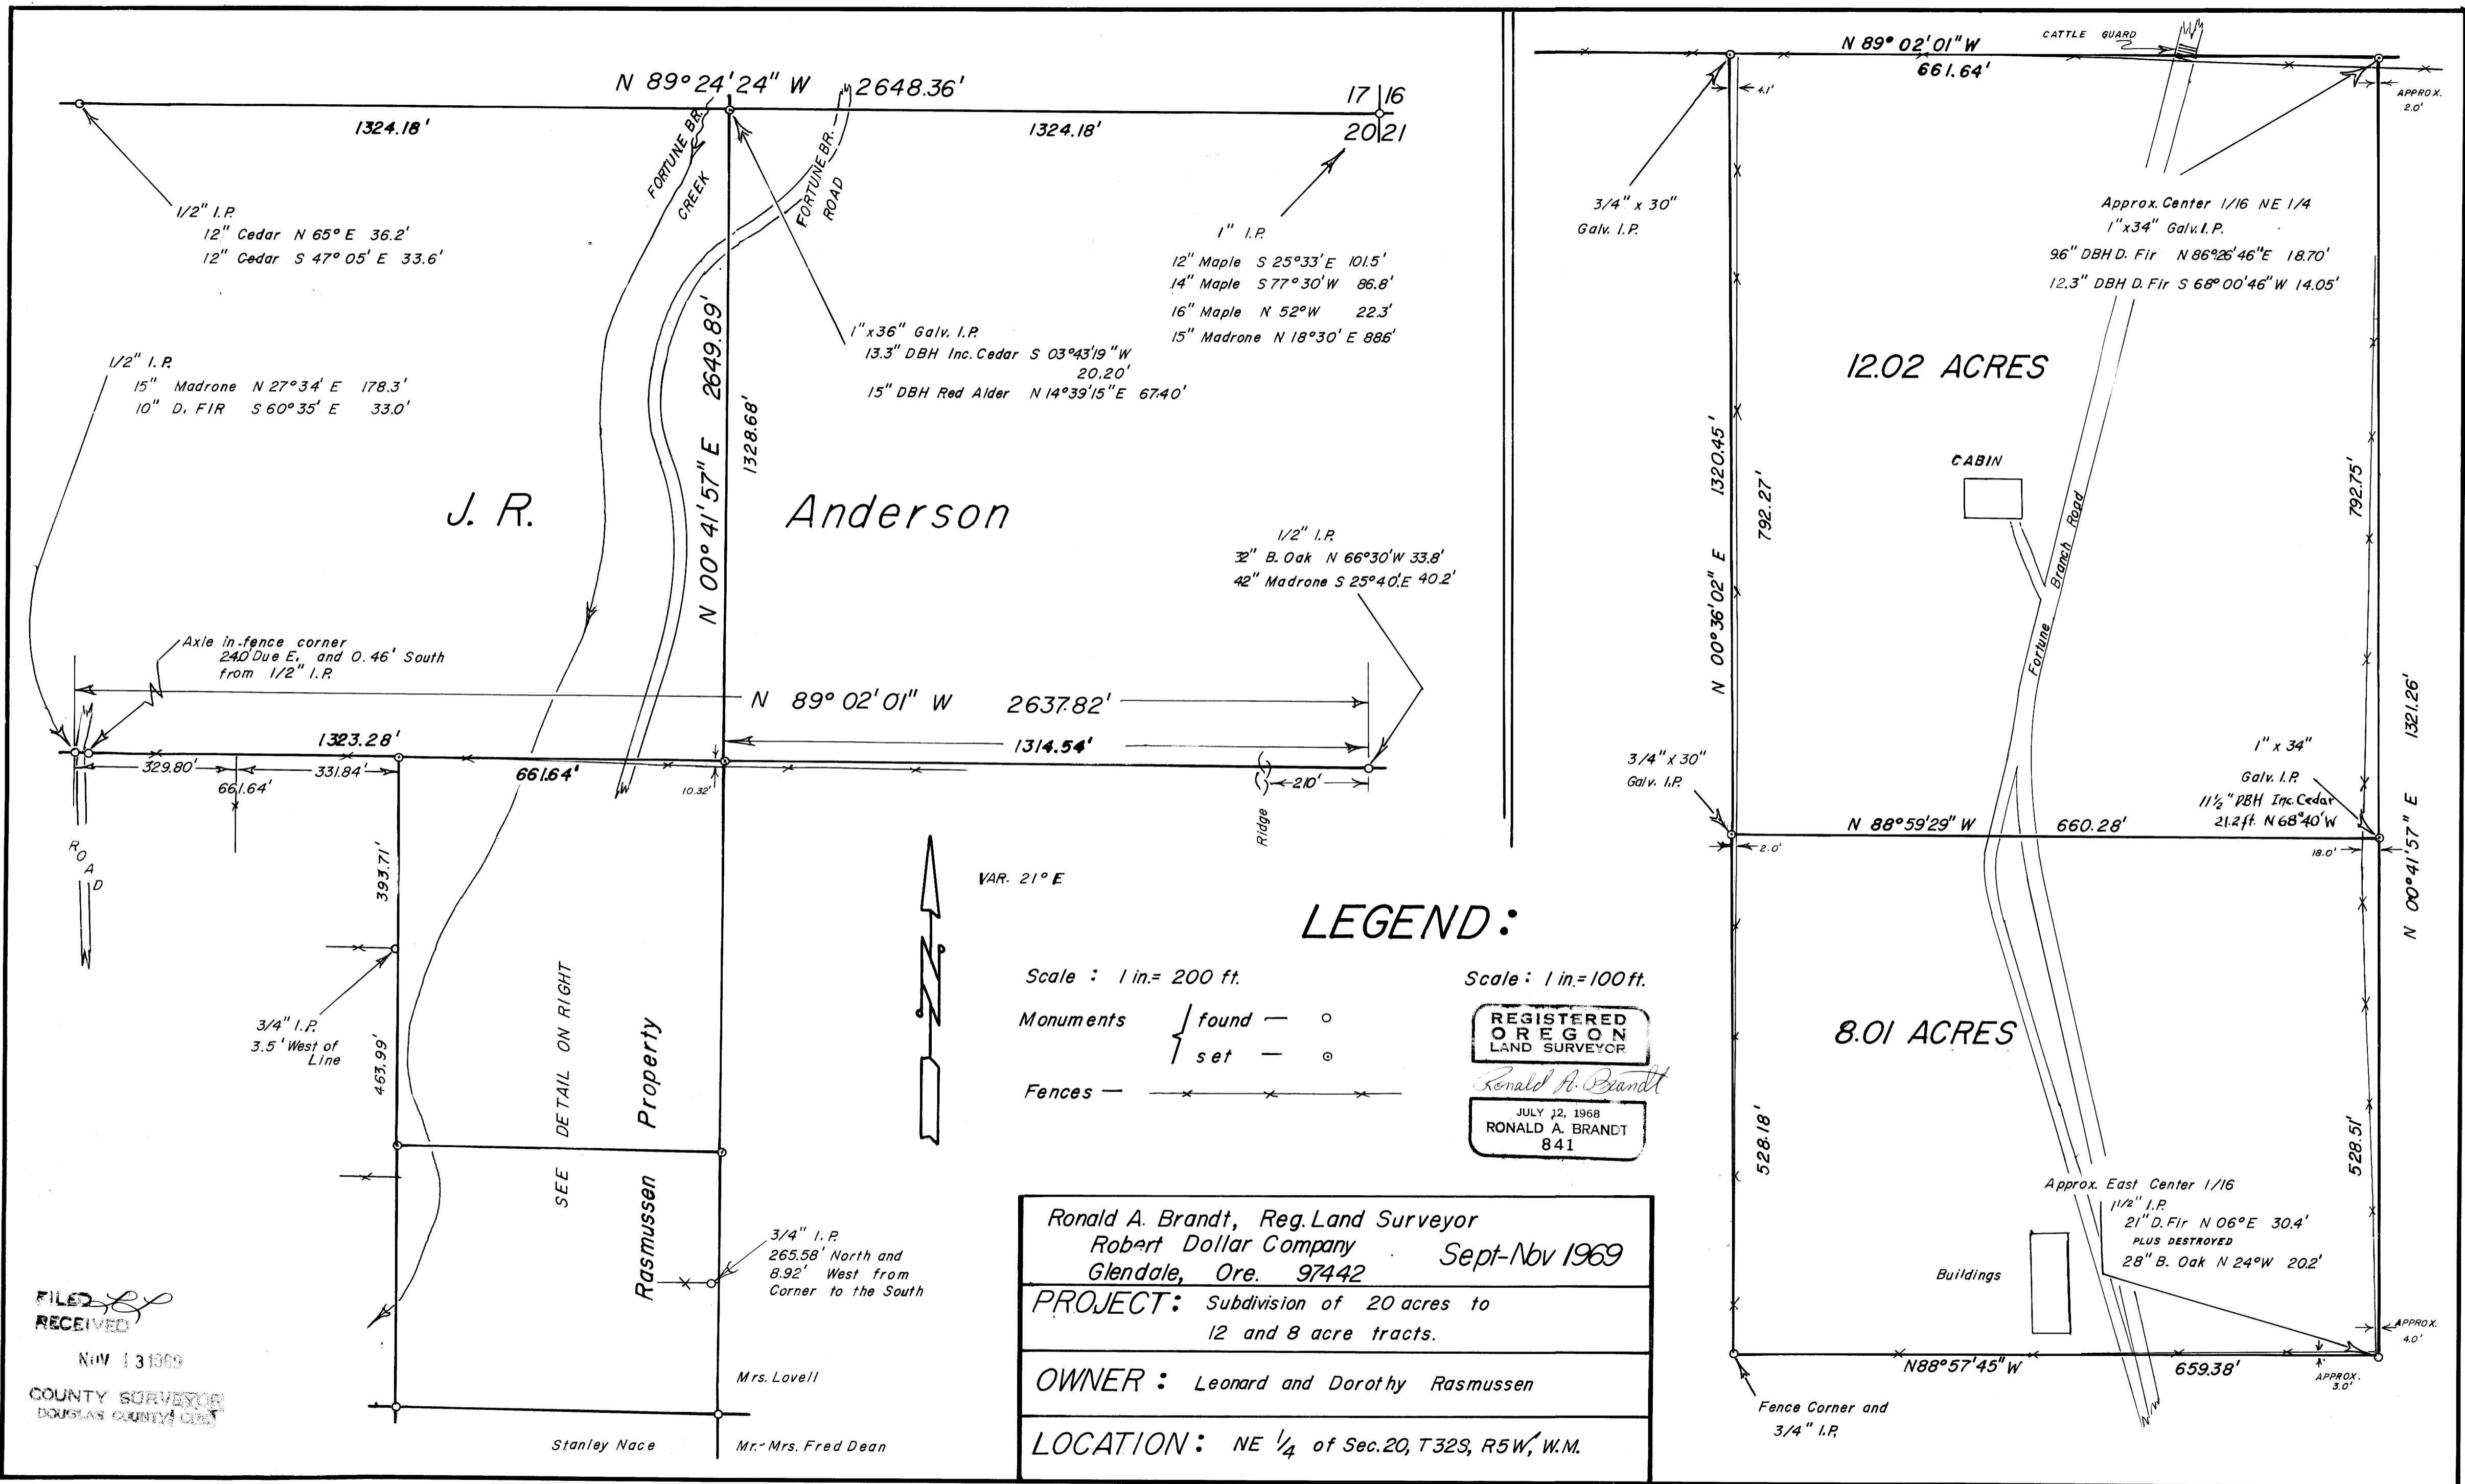 N 89° 24' 24" W 2648.36'
1324.18'
1324.18'
17 | 16
20 | 21
FORTUNE BR.
CREEK
FORTUNE BR.
ROAD
1/2" I.P.
12" Cedar N 65° E 36.2'
12" Cedar S 47° 05' E 33.6'
1" I.P.
12" Maple S 25°33' E 101.5'
14" Maple S 77° 30' W 86.8'
16" Maple N 52° W 22.3'
15" Madrone N 18°30' E 88.6'
1" x 36" Galv. I.P.
13.3" DBH Inc. Cedar S 03°43'19" W
20.20'
15" DBH Red Alder N 14°39'15" E 67.40'
1/2" I.P.
15" Madrone N 27°34' E 178.3'
10" D. FIR S 60° 35' E 33.0'
N 00° 41' 57" E 2649.89'
1328.68'
J. R. Anderson
1/2" I.P.
32" B. Oak N 66°30' W 33.8'
42" Madrone S 25°40' E 40.2'
Axle in fence corner
24.0' Due E. and 0.46' South
from 1/2" I.P.
N 89° 02' 01" W 2637.82'
1323.28'
1314.54'
329.80'
331.84'
661.64'
661.64'
10.32'
210'
Ridge
ROAD
393.71'
3/4" I.P.
3.5' West of
Line
463.99'
SEE DETAIL ON RIGHT
Rasmussen Property
3/4" I.P.
265.58' North and
8.92' West from
Corner to the South
Mrs. Lovell
Stanley Nace
Mr.-Mrs. Fred Dean
FILED
RECEIVED
NOV 13 1969
COUNTY SURVEYOR
DOUGLAS COUNTY,
VAR. 21° E
LEGEND:
Scale: 1 in.= 200 ft.
Scale: 1 in.=100 ft.
Monuments
found —
set —
Fences —
REGISTERED
OREGON
LAND SURVEYOR
Ronald A. Brandt
JULY 12, 1968
RONALD A. BRANDT
841
Ronald A. Brandt, Reg. Land Surveyor
Robert Dollar Company
Glendale, Ore. 97442
Sept-Nov 1969
PROJECT: Subdivision of 20 acres to
12 and 8 acre tracts.
OWNER: Leonard and Dorothy Rasmussen
LOCATION: NE 1/4 of Sec. 20, T32S, R5W, W.M.
N 89° 02' 01" W
661.64'
CATTLE GUARD
4.1'
APPROX.
2.0'
3/4" x 30"
Galv. I.P.
Approx. Center 1/16 NE 1/4
1" x34" Galv. I.P.
9.6" DBH D. Fir N 86°26'46" E 18.70'
12.3" DBH D. Fir S 68°00'46" W 14.05'
12.02 ACRES
N 00°36'02" E 1320.45'
792.27'
CABIN
Fortune Branch Road
792.75'
N 00°41'57" E 1321.26'
3/4" x 30"
Galv. I.P.
1" x 34"
Galv. I.P.
11 1/2" DBH Inc. Cedar
21.2 ft. N 68°40' W
N 88°59'29" W 660.28'
2.0'
18.0'
8.01 ACRES
528.18'
528.51'
Approx. East Center 1/16
1 1/2" I.P.
21" D. Fir N 06° E 30.4'
PLUS DESTROYED
28" B. Oak N 24° W 20.2'
Buildings
APPROX.
4.0'
N88°57'45" W 659.38'
APPROX.
3.0'
Fence Corner and
3/4" I.P.